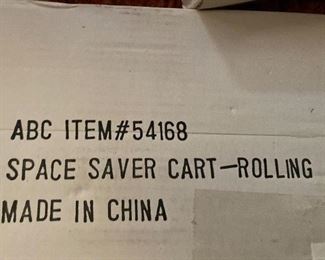 ABC ITEM#54168
SPACE SAVER CART-ROLLING
MADE IN CHINA